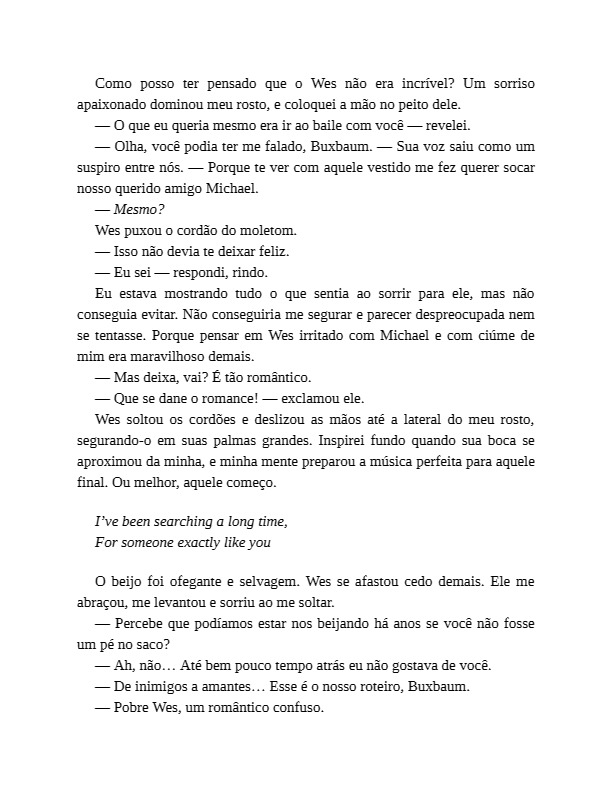 Como posso ter pensado que o Wes não era incrível? Um sorriso
apaixonado dominou meu rosto, e coloquei a mão no peito dele.
— O que eu queria mesmo era ir ao baile com você — revelei.
— Olha, você podia ter me falado, Buxbaum. — Sua voz saiu como um
suspiro entre nós. — Porque te ver com aquele vestido me fez querer socar
nosso querido amigo Michael.
— Mesmo?
Wes puxou o cordão do moletom.
— Isso não devia te deixar feliz.
— Eu sei — respondi, rindo.
Eu estava mostrando tudo o que sentia ao sorrir para ele, mas não
conseguia evitar. Não conseguiria me segurar e parecer despreocupada nem
se tentasse. Porque pensar em Wes irritado com Michael e com ciúme de
mim era maravilhoso demais.
— Mas deixa, vai? É tão romântico.
— Que se dane o romance! — exclamou ele.
Wes soltou os cordões e deslizou as mãos até a lateral do meu rosto,
segurando-o em suas palmas grandes. Inspirei fundo quando sua boca se
aproximou da minha, e minha mente preparou a música perfeita para aquele
final. Ou melhor, aquele começo.
I’ve been searching a long time,
For someone exactly like you
O beijo foi ofegante e selvagem. Wes se afastou cedo demais. Ele me
abraçou, me levantou e sorriu ao me soltar.
— Percebe que podíamos estar nos beijando há anos se você não fosse
um pé no saco?
— Ah, não… Até bem pouco tempo atrás eu não gostava de você.
— De inimigos a amantes… Esse é o nosso roteiro, Buxbaum.
— Pobre Wes, um romântico confuso.